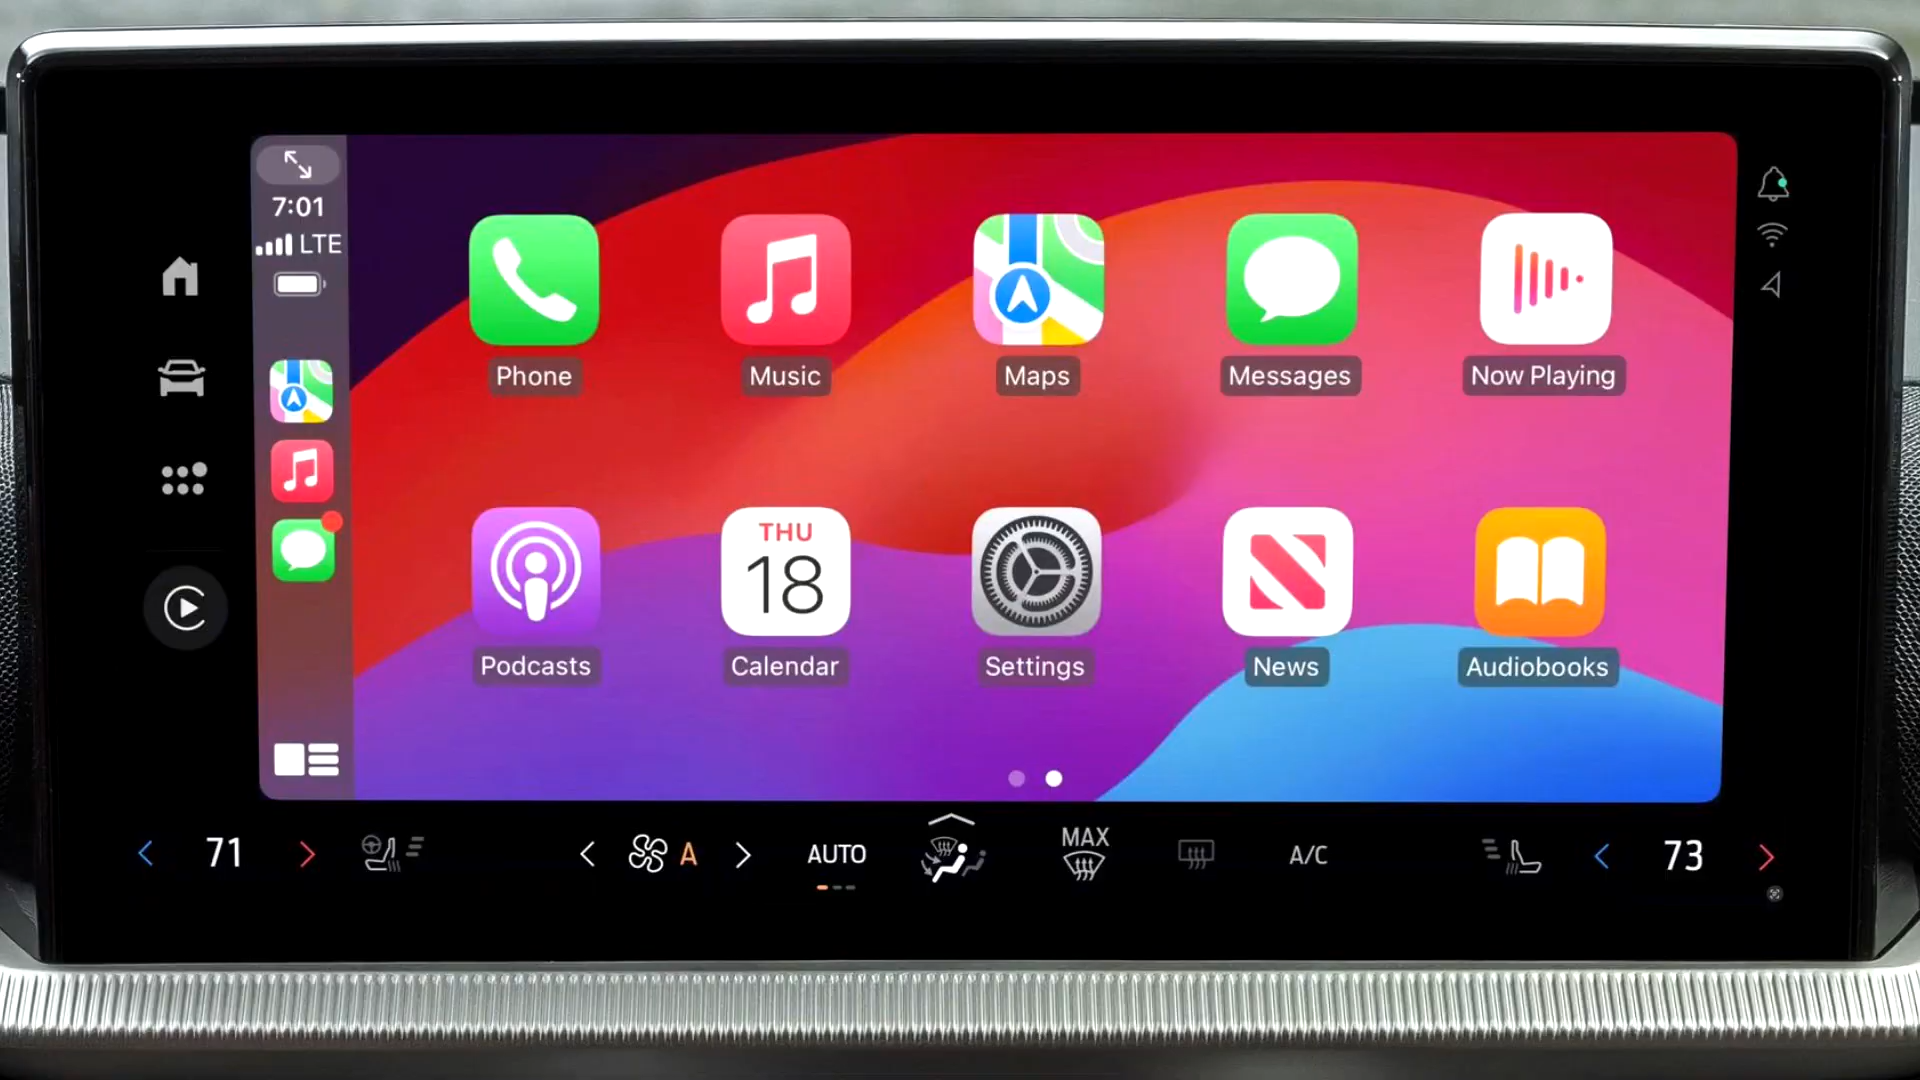 7:01
LTE
Phone
Music
Maps
Messages
Now Playing
THU
18
Podcasts
Calendar
Settings
News
Audiobooks
71
A
AUTO
MAX
A/C
73